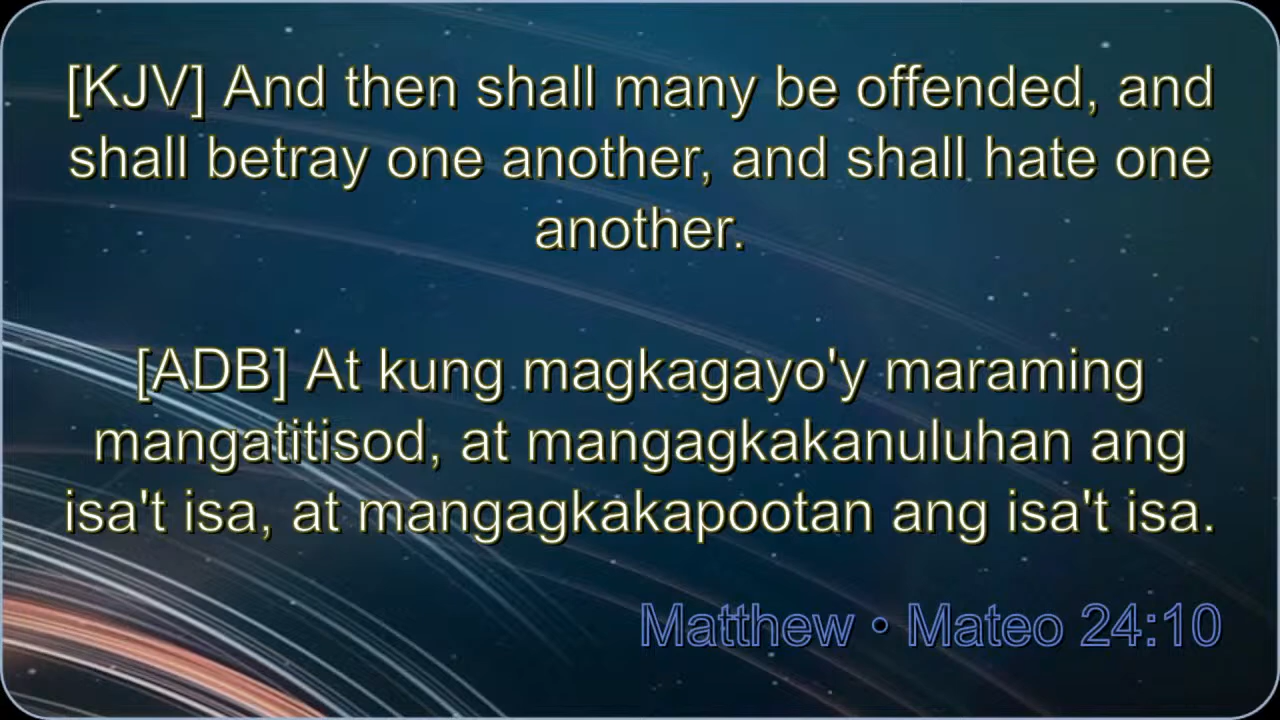 [KJV] And then shall many be offended, and
shall betray one another, and shall hate one
another.
[ADB] At kung magkagayo'y maraming
mangatitisod, at mangagkakanuluhan ang
isa't isa, at mangagkakapootan ang isa't isa.
Matthew • Mateo 24:10